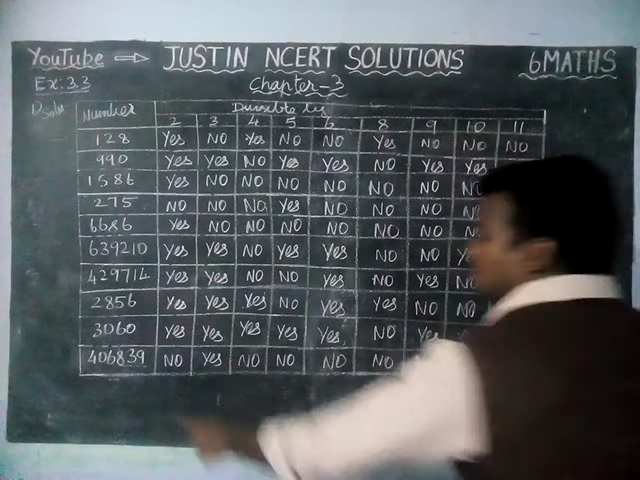 YouTube ⇒ JUSTIN NCERT SOLUTIONS 6MATHS
Ex: 3.3 Chapter-3
Number Divisible by
2 3 4 5 6 8 9 10 11
128 Yes NO Yes NO NO Yes NO NO NO
990 Yes Yes NO Yes Yes NO Yes Yes
1586 Yes NO NO NO NO NO NO
275 NO NO NO Yes NO NO NO
6686 Yes NO NO NO NO NO NO NO
639210 Yes Yes NO Yes Yes NO NO
429714 Yes Yes NO NO Yes NO Yes NO
2856 Yes Yes Yes NO Yes Yes NO NO
3060 Yes Yes Yes Yes Yes NO Yes
406839 NO Yes NO NO NO NO